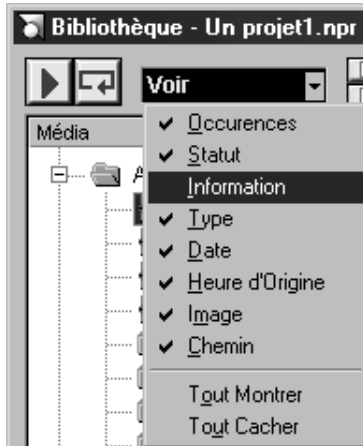 Bibliothèque - Un projet1.npr
Voir
Média
Occurences
Statut
Information
Type
Date
Heure d'Origine
Image
Chemin
Tout Montrer
Tout Cacher